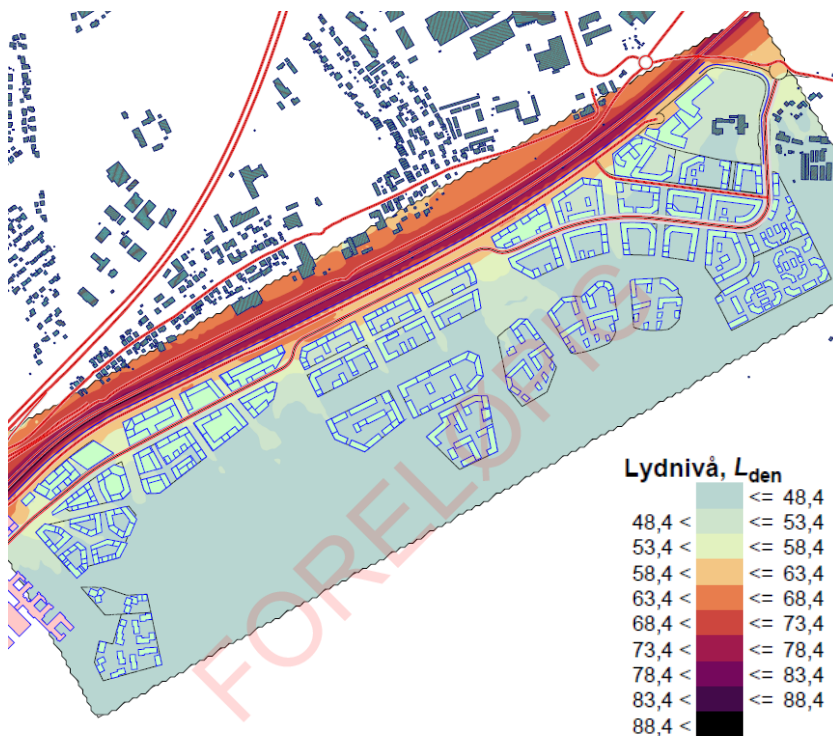 FORELØPIG
Lydnivå, Lden
<= 48,4
48,4 < <= 53,4
53,4 < <= 58,4
58,4 < <= 63,4
63,4 < <= 68,4
68,4 < <= 73,4
73,4 < <= 78,4
78,4 < <= 83,4
83,4 < <= 88,4
88,4 <